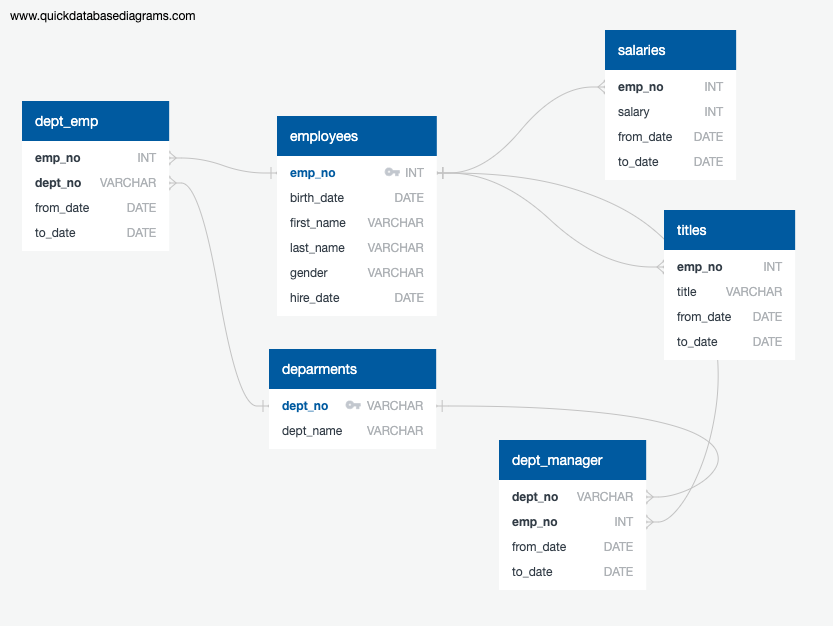 www.quickdatabasediagrams.com
salaries
emp_no INT
salary INT
from_date DATE
to_date DATE
dept_emp
emp_no INT
dept_no VARCHAR
from_date DATE
to_date DATE
employees
emp_no INT
birth_date DATE
first_name VARCHAR
last_name VARCHAR
gender VARCHAR
hire_date DATE
titles
emp_no INT
title VARCHAR
from_date DATE
to_date DATE
deparments
dept_no VARCHAR
dept_name VARCHAR
dept_manager
dept_no VARCHAR
emp_no INT
from_date DATE
to_date DATE